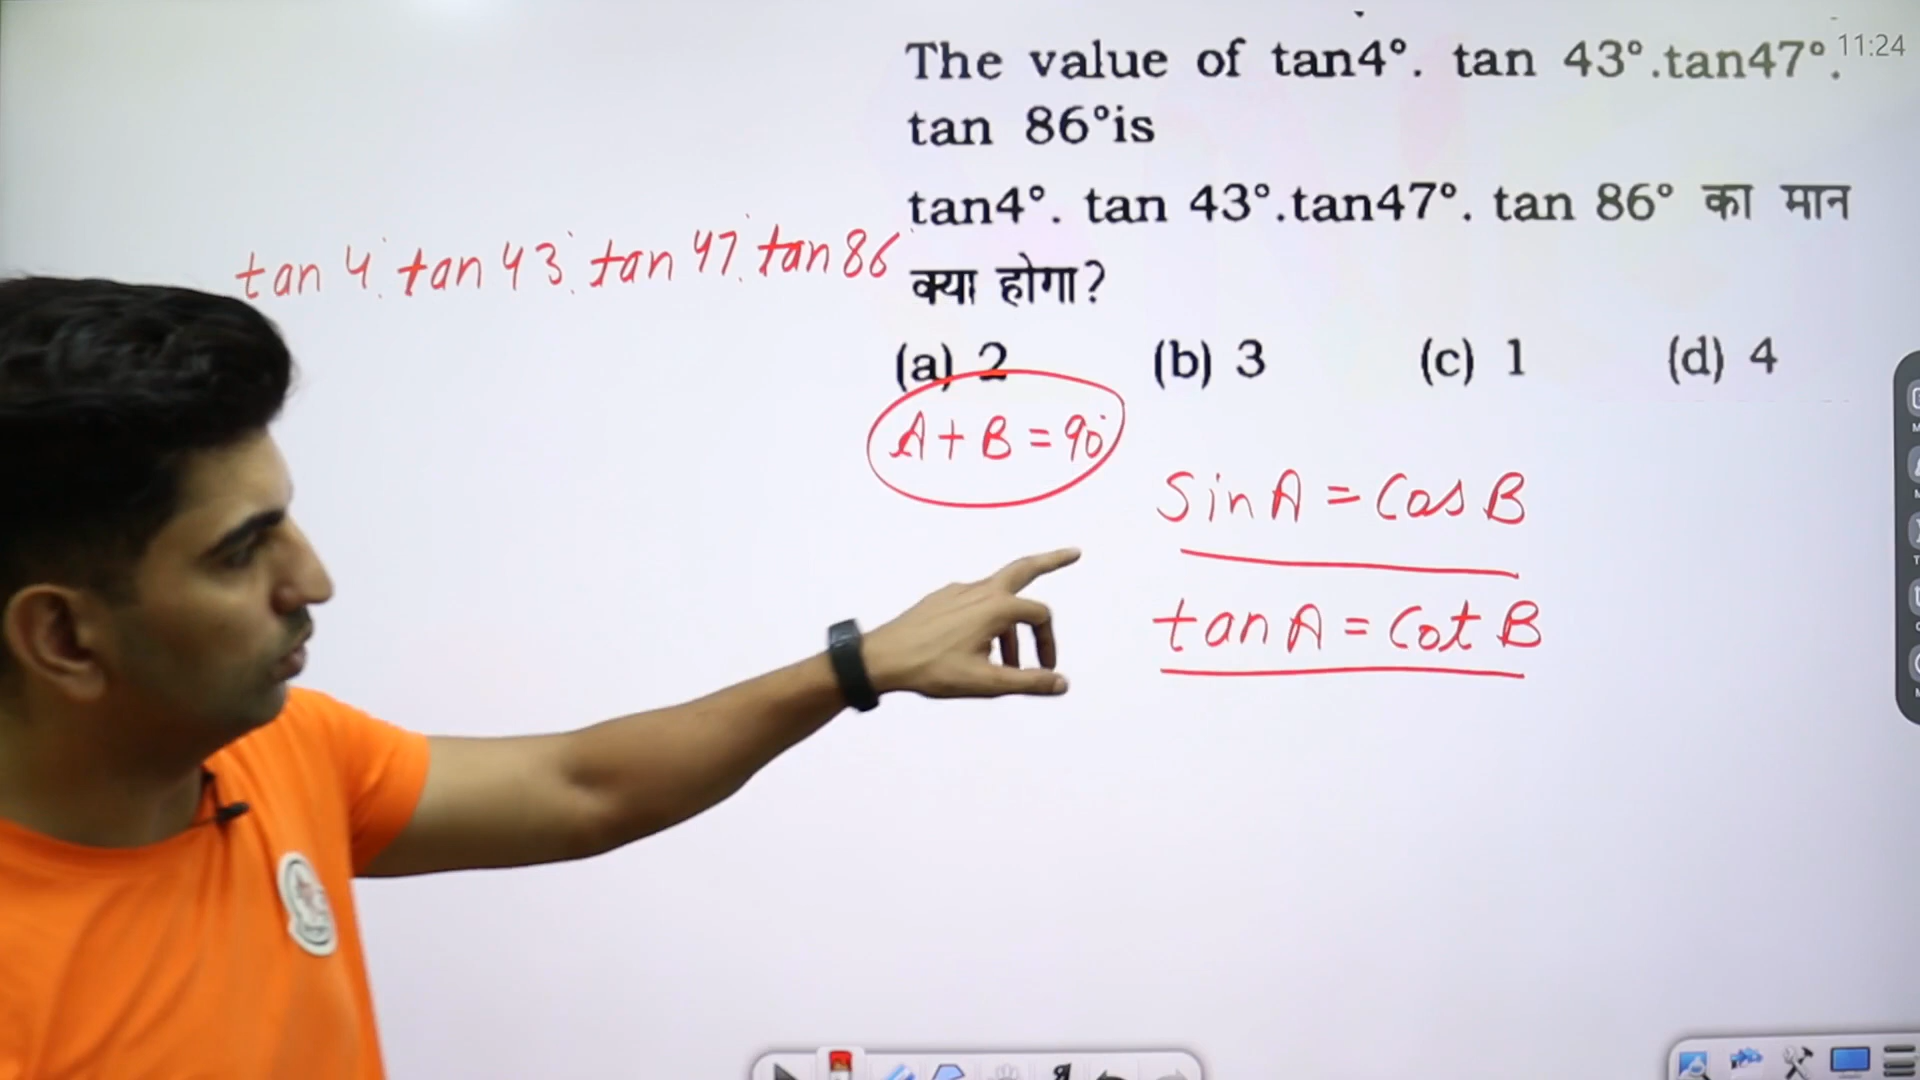 11:24
The value of tan4°. tan 43°.tan47°.
tan 86°is
tan4°. tan 43°.tan47°. tan 86° का मान
क्या होगा?
tan 4°. tan 43°. tan 47°. tan 86°
(a) 2 (b) 3 (c) 1 (d) 4
A + B = 90°
Sin A = Cos B
tan A = Cot B